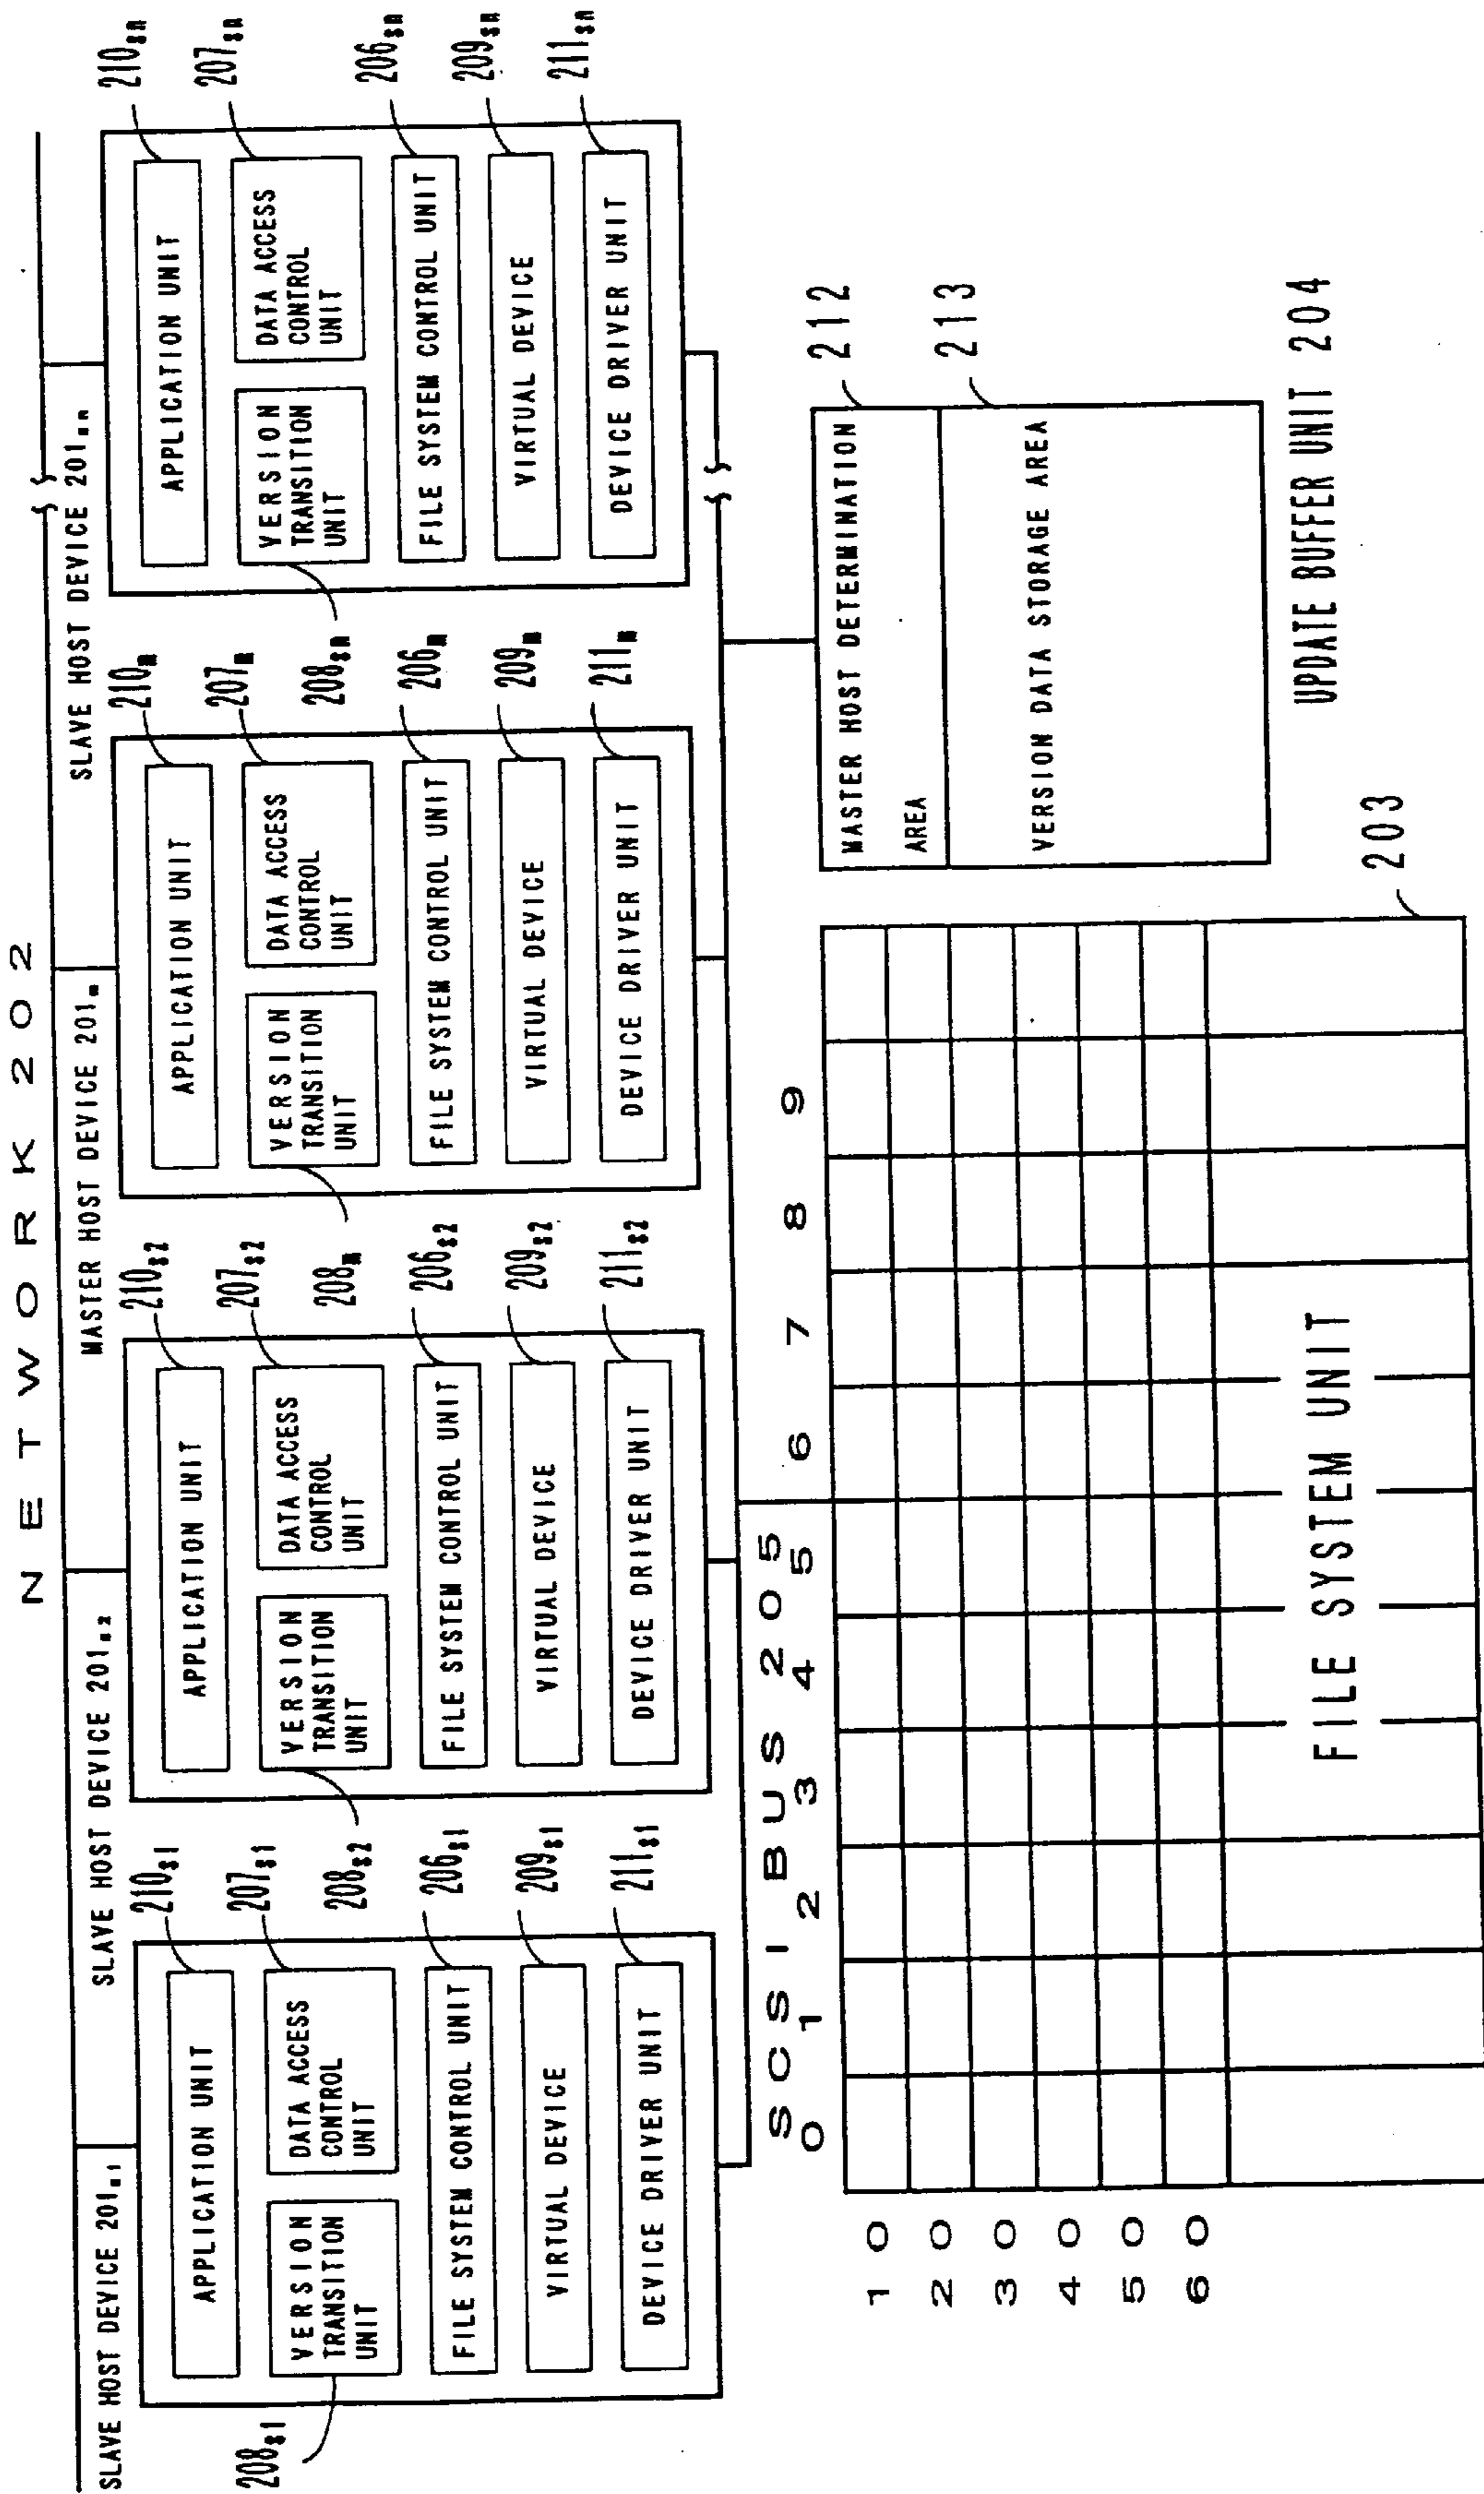 NETWORK 202
SLAVE HOST DEVICE 201s1
SLAVE HOST DEVICE 201s2
MASTER HOST DEVICE 201m
SLAVE HOST DEVICE 201sn
210s1
APPLICATION UNIT
207s1
VERSION
TRANSITION
UNIT
DATA ACCESS
CONTROL
UNIT
208s1
206s1
FILE SYSTEM CONTROL UNIT
209s1
VIRTUAL DEVICE
211s1
DEVICE DRIVER UNIT
210s2
APPLICATION UNIT
207s2
VERSION
TRANSITION
UNIT
DATA ACCESS
CONTROL
UNIT
208s2
206s2
FILE SYSTEM CONTROL UNIT
209s2
VIRTUAL DEVICE
211s2
DEVICE DRIVER UNIT
210m
APPLICATION UNIT
207m
VERSION
TRANSITION
UNIT
DATA ACCESS
CONTROL
UNIT
208m
206m
FILE SYSTEM CONTROL UNIT
209m
VIRTUAL DEVICE
211m
DEVICE DRIVER UNIT
210sn
APPLICATION UNIT
207sn
VERSION
TRANSITION
UNIT
DATA ACCESS
CONTROL
UNIT
208sn
206sn
FILE SYSTEM CONTROL UNIT
209sn
VIRTUAL DEVICE
211sn
DEVICE DRIVER UNIT
SCSI BUS 205
0 1 2 3 4 5 6 7 8 9
10
20
30
40
50
60
FILE SYSTEM UNIT
203
MASTER HOST DETERMINATION
AREA
212
VERSION DATA STORAGE AREA
213
UPDATE BUFFER UNIT 204